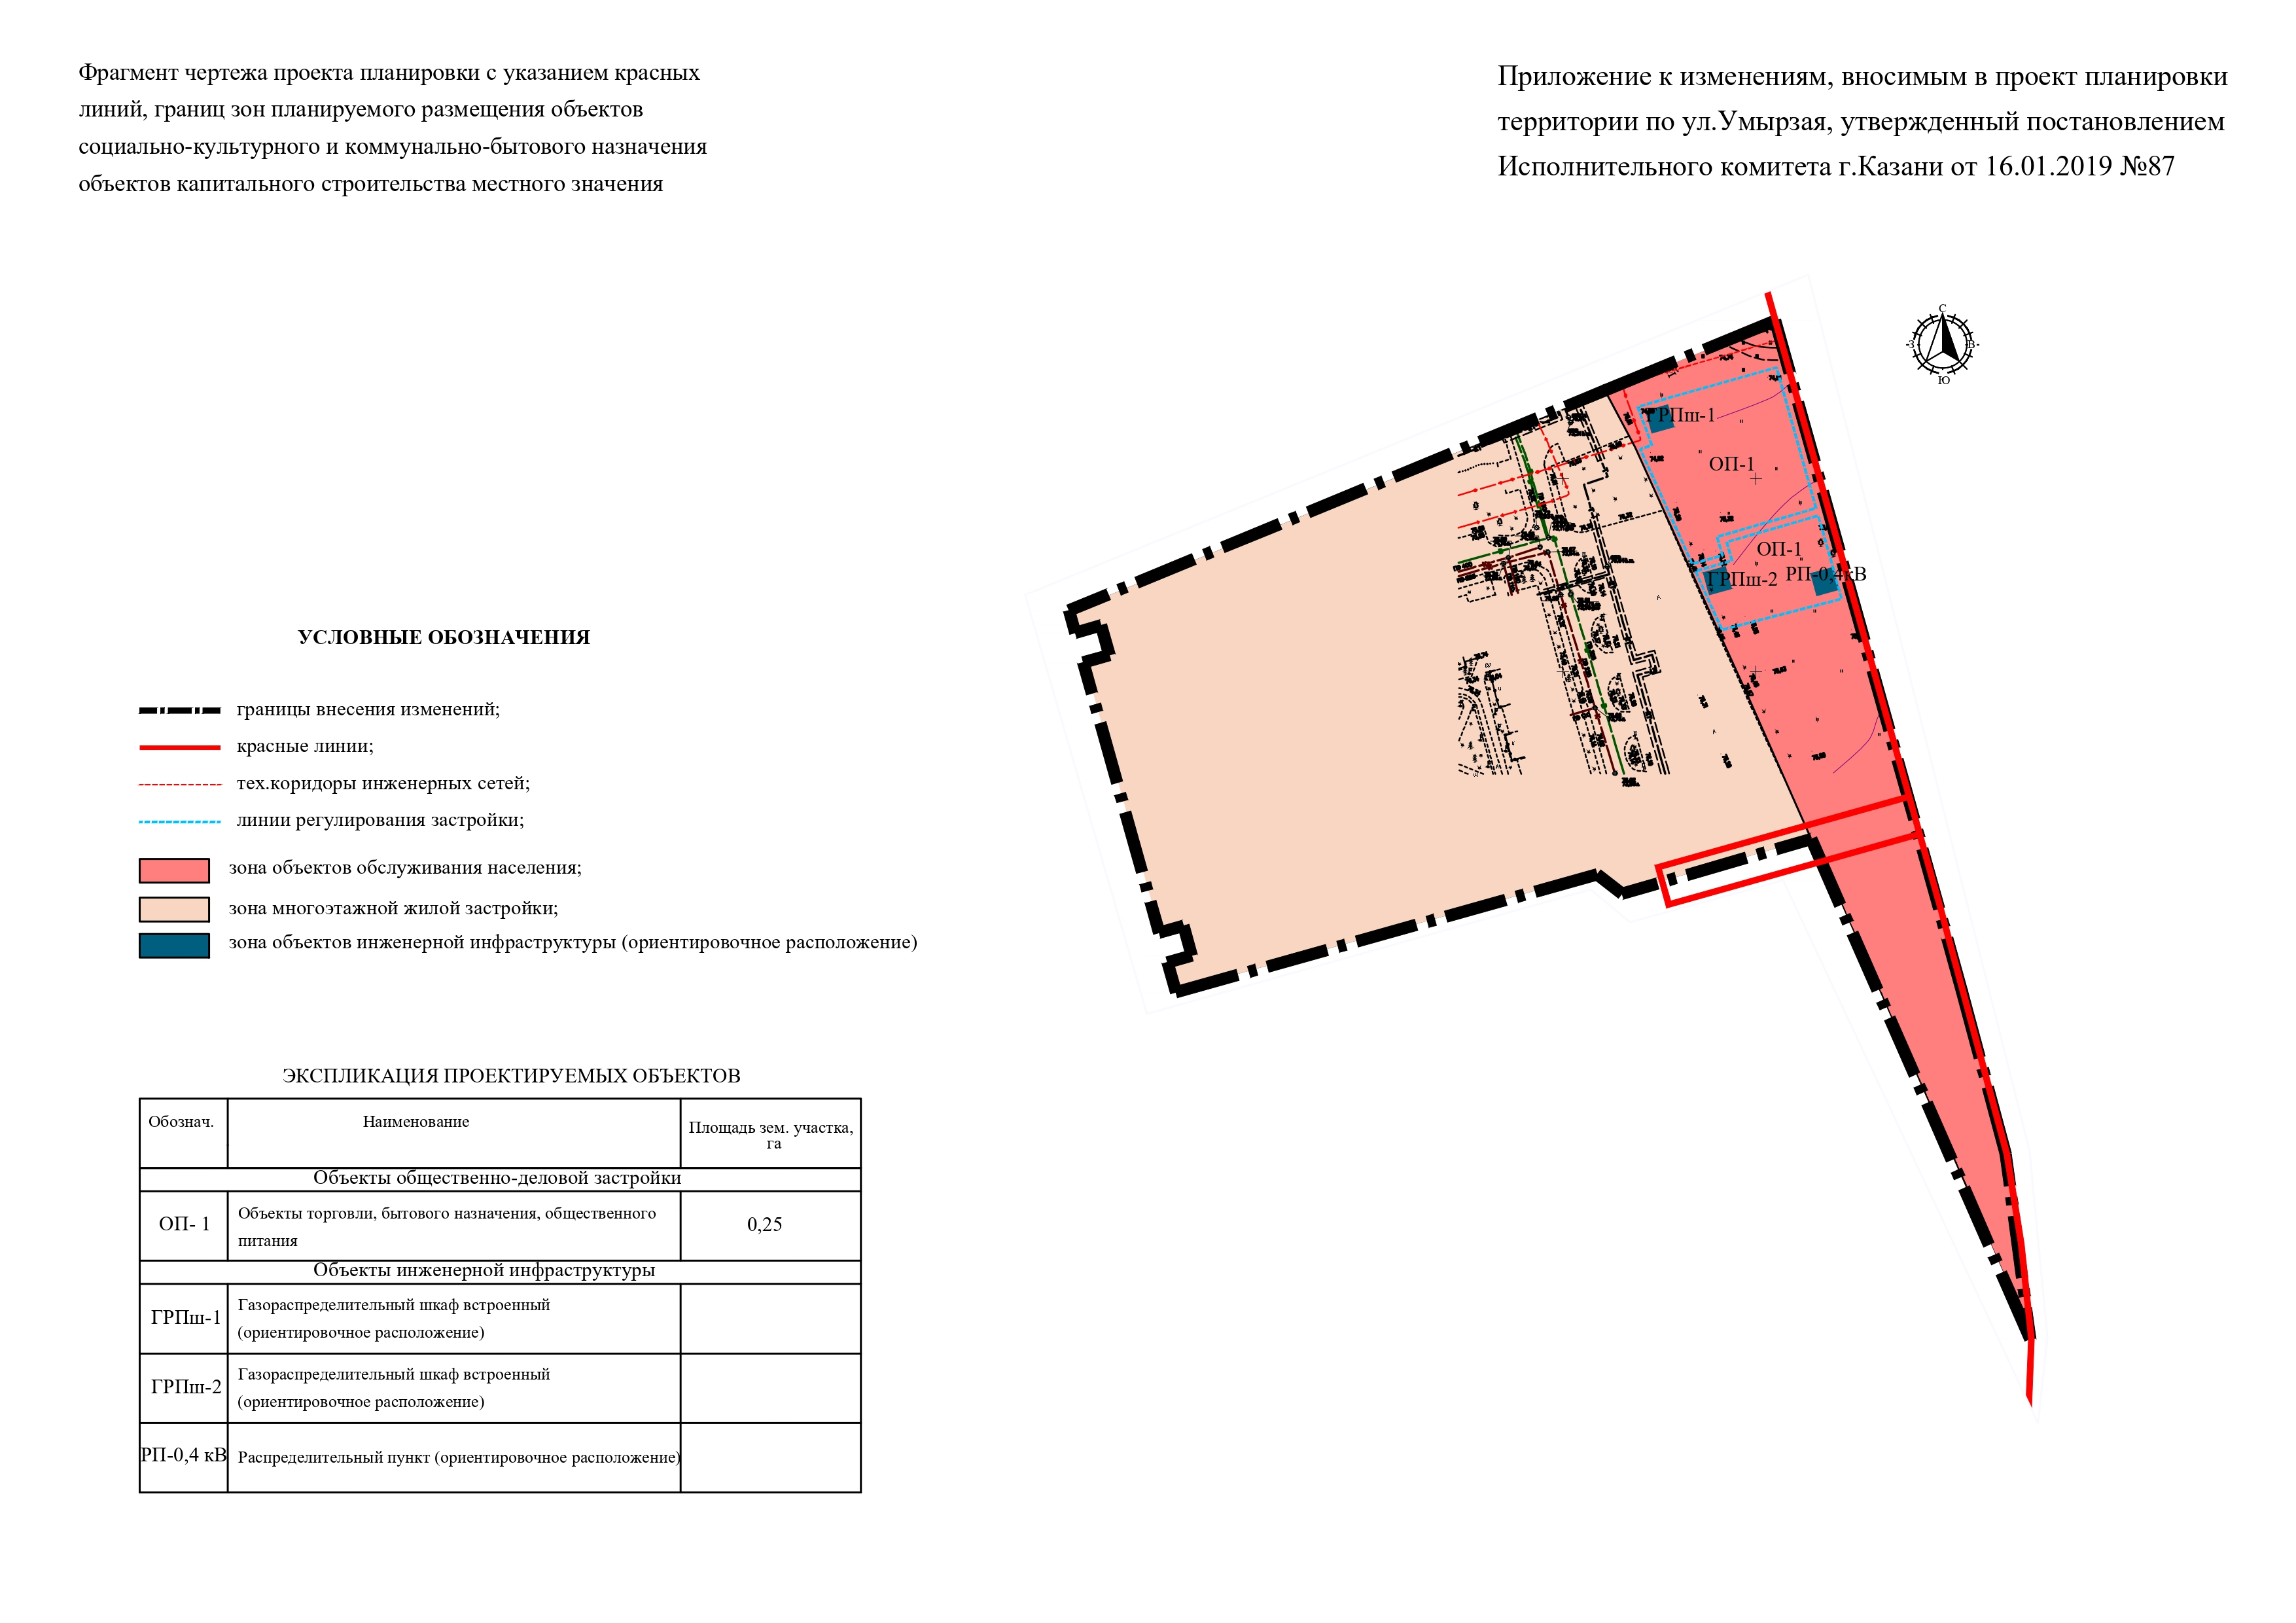 Фрагмент чертежа проекта планировки с указанием красных
линий, границ зон планируемого размещения объектов
социально-культурного и коммунально-бытового назначения
объектов капитального строительства местного значения
Приложение к изменениям, вносимым в проект планировки
территории по ул.Умырзая, утвержденный постановлением
Исполнительного комитета г.Казани от 16.01.2019 №87
С
З
В
Ю
ГРПш-1
ОП-1
ОП-1
ГРПш-2
РП-0,4кВ
УСЛОВНЫЕ ОБОЗНАЧЕНИЯ
границы внесения изменений;
красные линии;
тех.коридоры инженерных сетей;
линии регулирования застройки;
зона объектов обслуживания населения;
зона многоэтажной жилой застройки;
зона объектов инженерной инфраструктуры (ориентировочное расположение)
ЭКСПЛИКАЦИЯ ПРОЕКТИРУЕМЫХ ОБЪЕКТОВ
Обознач.
Наименование
Площадь зем. участка,
га
Объекты общественно-деловой застройки
ОП- 1
Объекты торговли, бытового назначения, общественного
питания
0,25
Объекты инженерной инфраструктуры
ГРПш-1
Газораспределительный шкаф встроенный
(ориентировочное расположение)
ГРПш-2
Газораспределительный шкаф встроенный
(ориентировочное расположение)
РП-0,4 кВ
Распределительный пункт (ориентировочное расположение)